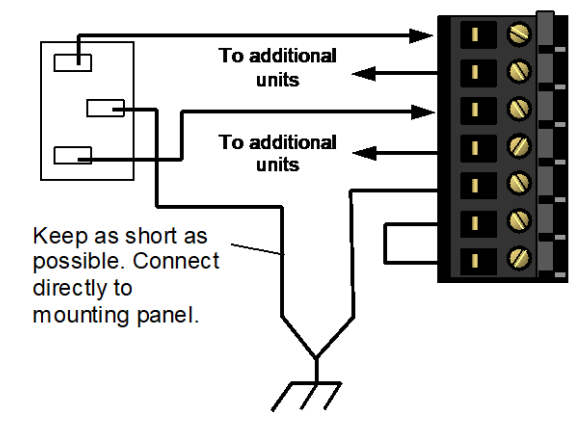 To additional
units
To additional
units
Keep as short as
possible. Connect
directly to
mounting panel.